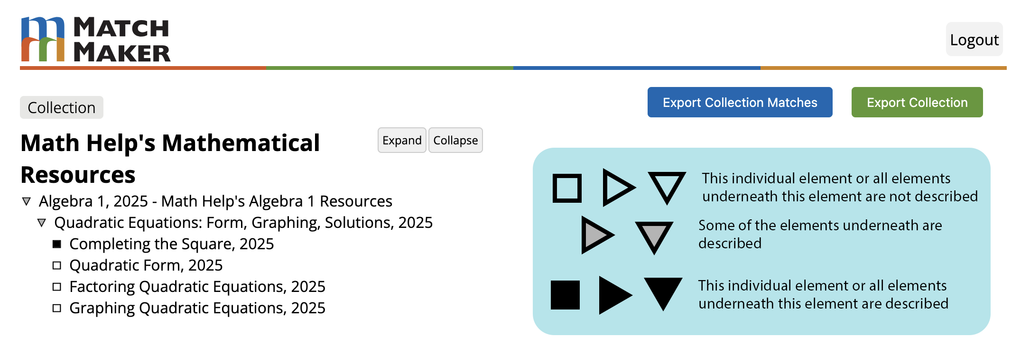 MATCH
MAKER
Logout
Collection
Export Collection Matches
Export Collection
Math Help's Mathematical
Resources
Expand
Collapse
Algebra 1, 2025 - Math Help's Algebra 1 Resources
Quadratic Equations: Form, Graphing, Solutions, 2025
Completing the Square, 2025
Quadratic Form, 2025
Factoring Quadratic Equations, 2025
Graphing Quadratic Equations, 2025
This individual element or all elements
underneath this element are not described
Some of the elements underneath are
described
This individual element or all elements
underneath this element are described